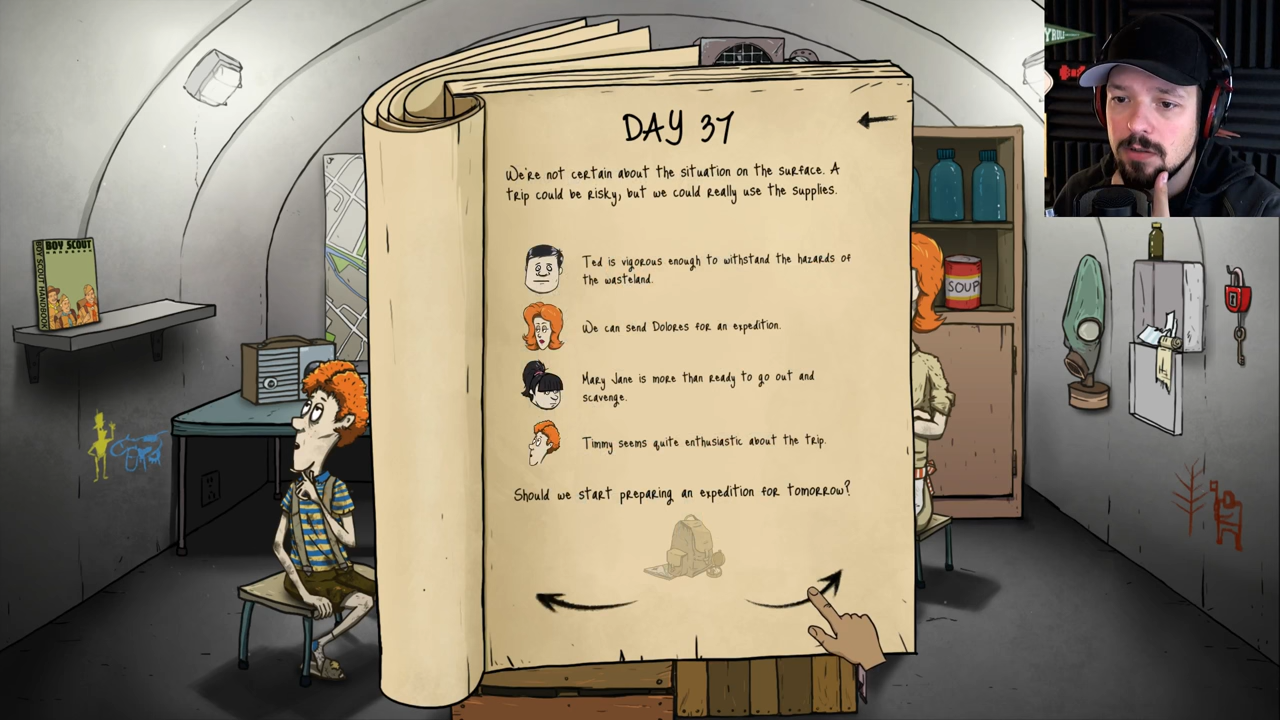 DAY 37
We're not certain about the situation on the surface. A
trip could be risky, but we could really use the supplies.
Ted is vigorous enough to withstand the hazards of
the wasteland.
We can send Dolores for an expedition.
Mary Jane is more than ready to go out and
scavenge.
Timmy seems quite enthusiastic about the trip.
Should we start preparing an expedition for tomorrow?
BOY SCOUT
BOY SCOUT HANDBOOK
SOUP